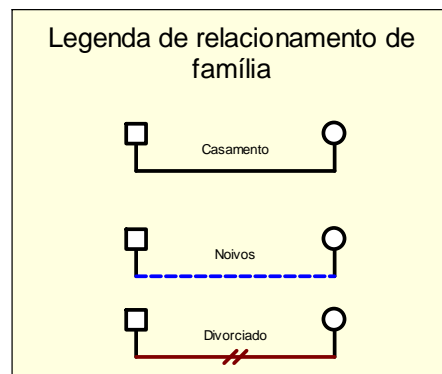 Legenda de relacionamento de
família
Casamento
Noivos
Divorciado